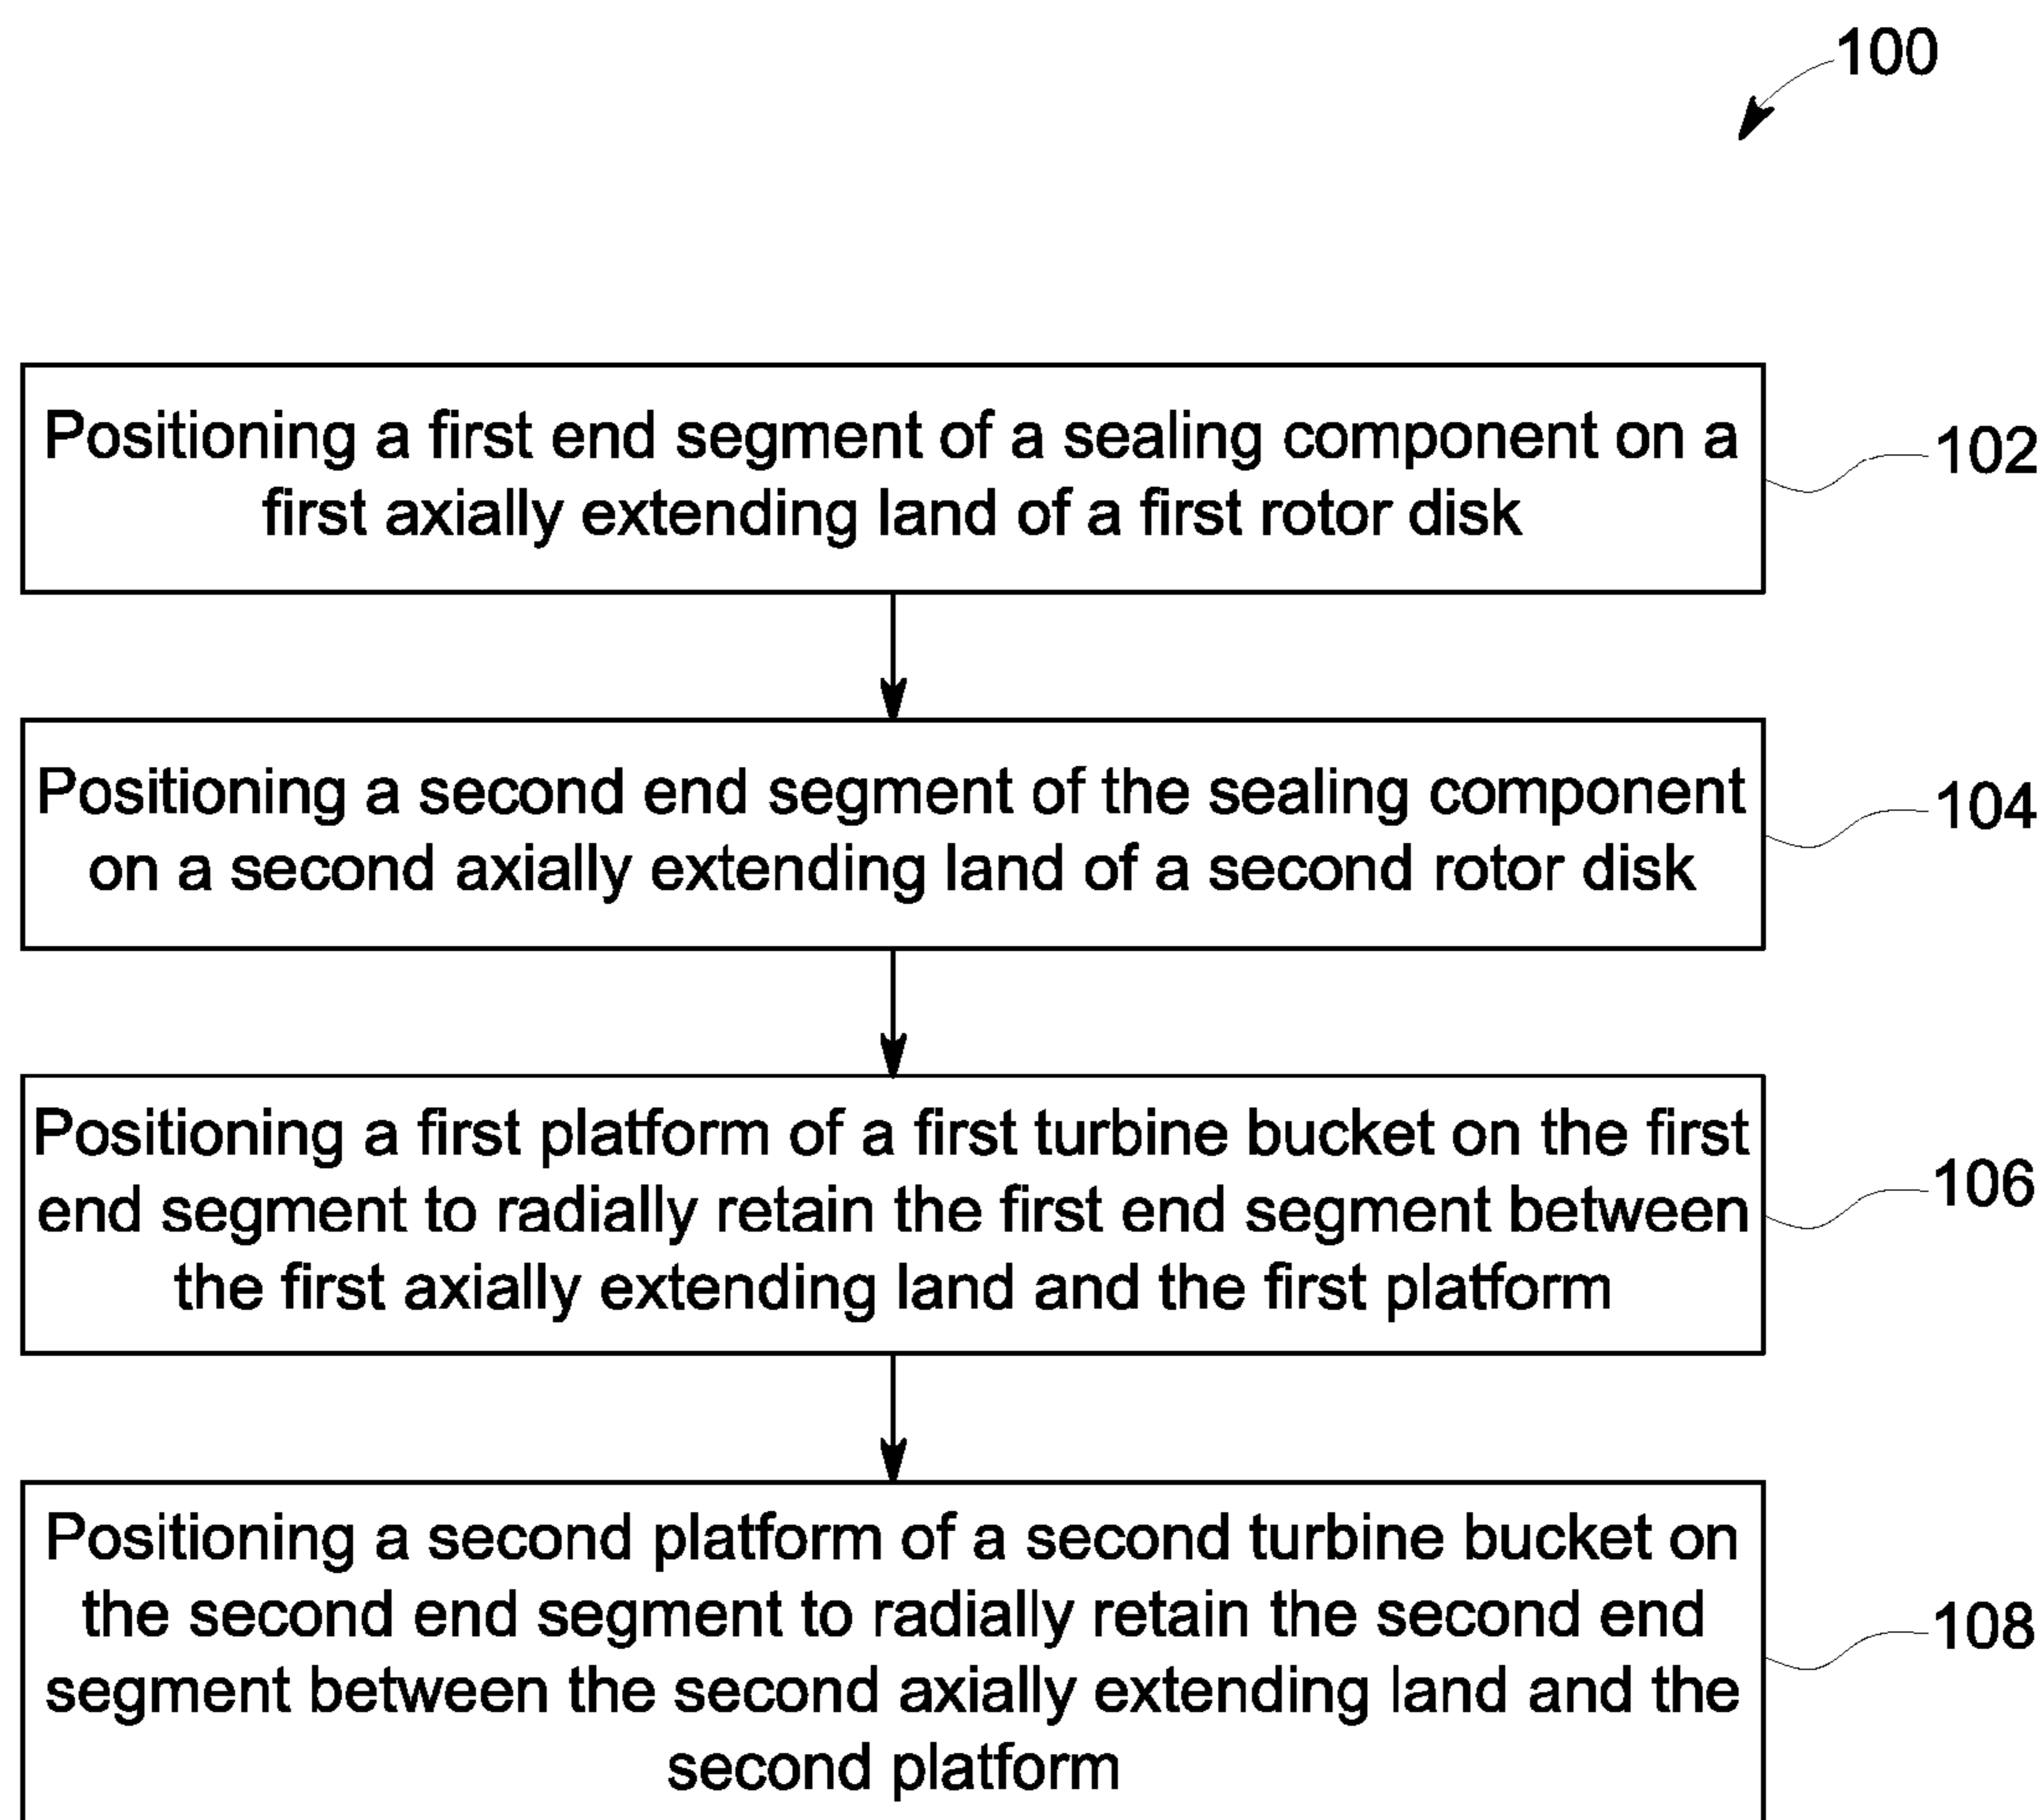 100
Positioning a first end segment of a sealing component on a
first axially extending land of a first rotor disk
102
Positioning a second end segment of the sealing component
on a second axially extending land of a second rotor disk
104
Positioning a first platform of a first turbine bucket on the first
end segment to radially retain the first end segment between
the first axially extending land and the first platform
106
Positioning a second platform of a second turbine bucket on
the second end segment to radially retain the second end
segment between the second axially extending land and the
second platform
108